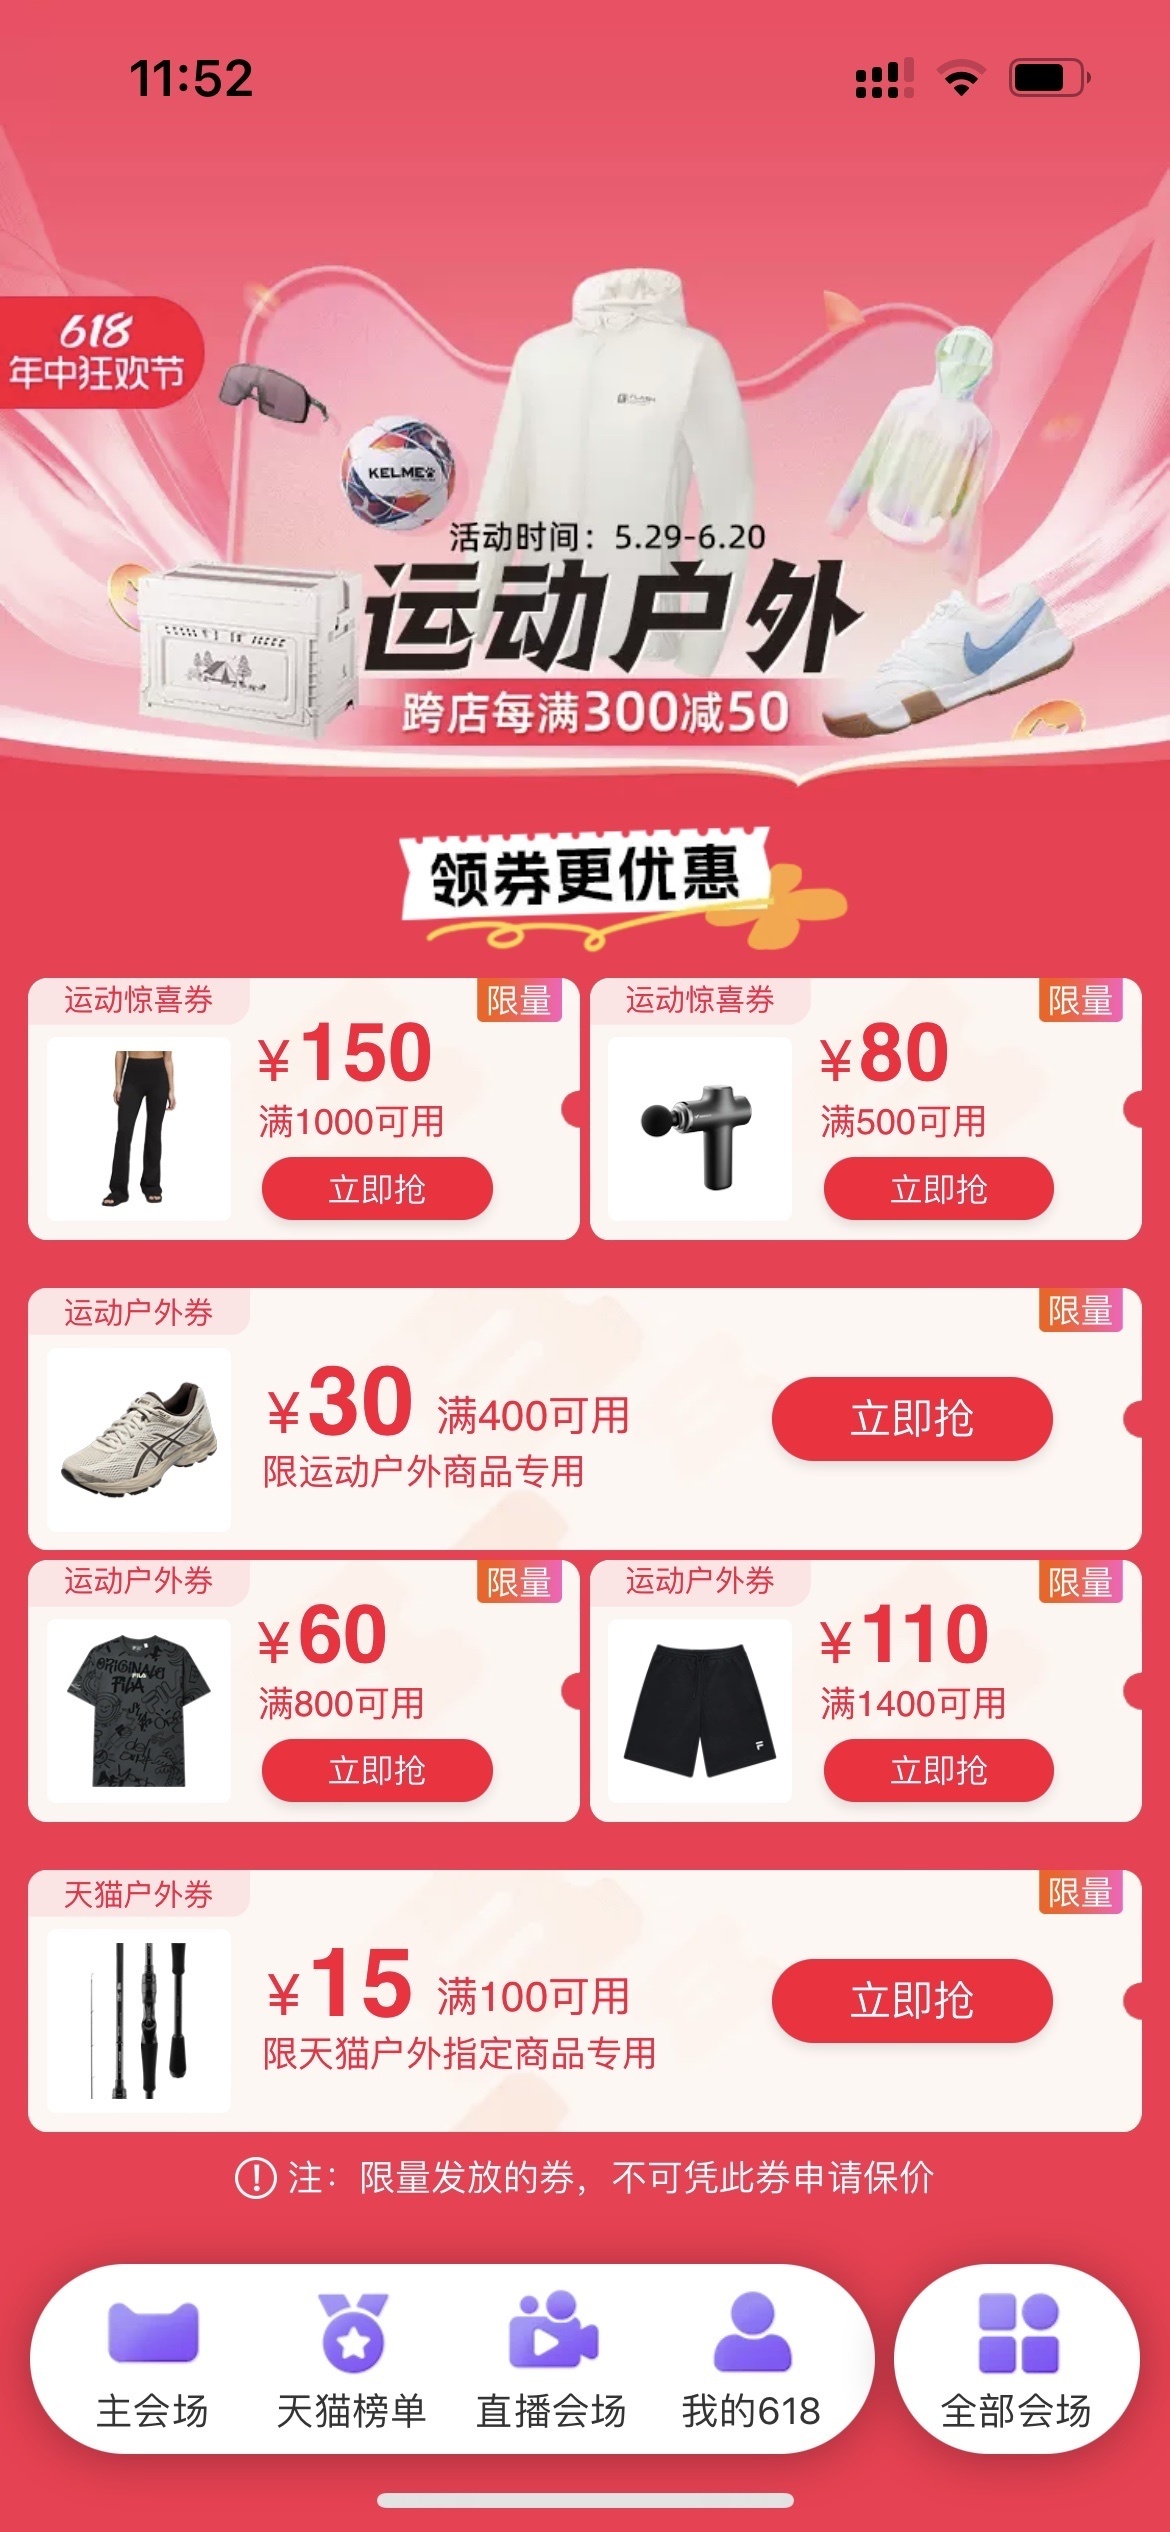 11:52
618
年中狂欢节
KELME
FLASH
活动时间：5.29-6.20
运动户外
跨店每满300减50
领券更优惠
运动惊喜券
限量
¥150
满1000可用
立即抢
运动惊喜券
限量
¥80
满500可用
立即抢
运动户外券
限量
¥30 满400可用
限运动户外商品专用
立即抢
运动户外券
限量
ORIGINALE
FILA
FILA
¥60
满800可用
立即抢
运动户外券
限量
¥110
满1400可用
立即抢
天猫户外券
限量
¥15 满100可用
限天猫户外指定商品专用
立即抢
注：限量发放的券，不可凭此券申请保价
主会场
天猫榜单
直播会场
我的618
全部会场